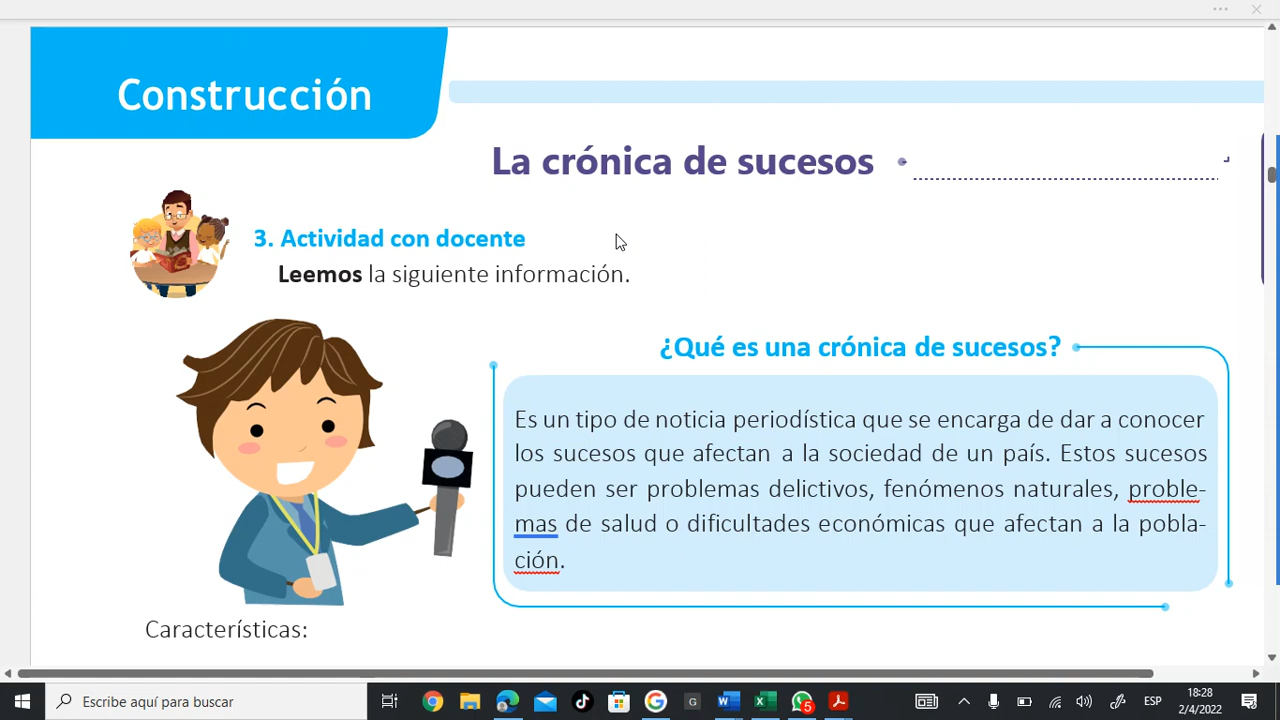 Construcción
La crónica de sucesos
3. Actividad con docente
Leemos la siguiente información.
¿Qué es una crónica de sucesos?
Es un tipo de noticia periodística que se encarga de dar a conocer
los sucesos que afectan a la sociedad de un país. Estos sucesos
pueden ser problemas delictivos, fenómenos naturales, proble-
mas de salud o dificultades económicas que afectan a la pobla-
ción.
Características:
Escribe aquí para buscar
G
5
ESP
18:28
2/4/2022